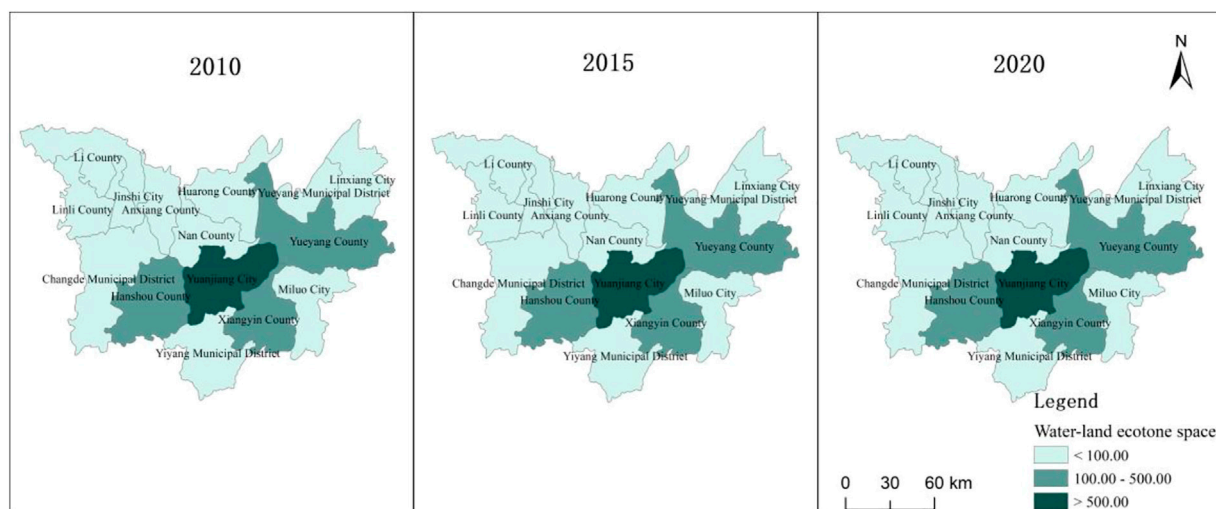 2010
Li County
Jinshi City
Linli County
Anxiang County
Huarong County
Linxiang City
Yueyang Municipal District
Nan County
Yueyang County
Changde Municipal District
Yuanjiang City
Hanshou County
Miluo City
Xiangyin County
Yiyang Municipal District
2015
Li County
Jinshi City
Linli County
Anxiang County
Huarong County
Linxiang City
Yueyang Municipal District
Nan County
Yueyang County
Changde Municipal District
Yuanjiang City
Hanshou County
Miluo City
Xiangyin County
Yiyang Municipal District
2020
N
Li County
Jinshi City
Linli County
Anxiang County
Huarong County
Linxiang City
Yueyang Municipal District
Nan County
Yueyang County
Changde Municipal District
Yuanjiang City
Hanshou County
Miluo City
Xiangyin County
Yiyang Municipal District
Legend
Water-land ecotone space
< 100.00
100.00 - 500.00
> 500.00
0 30 60 km